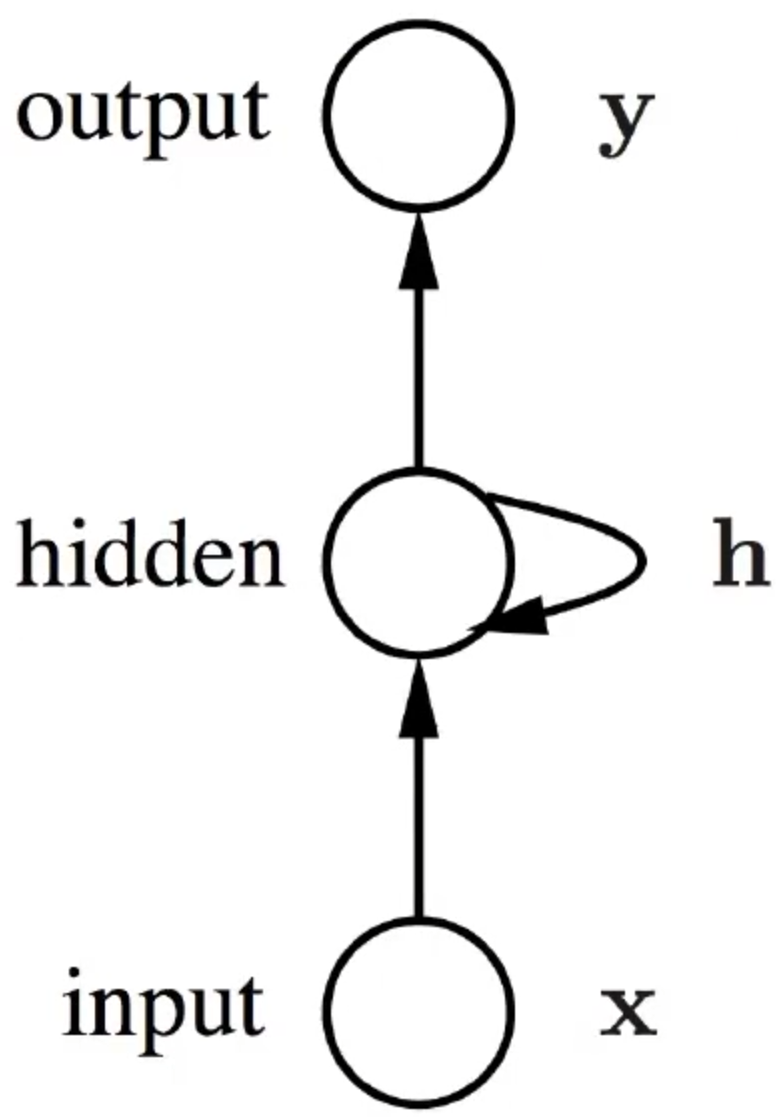 output y
hidden h
input x